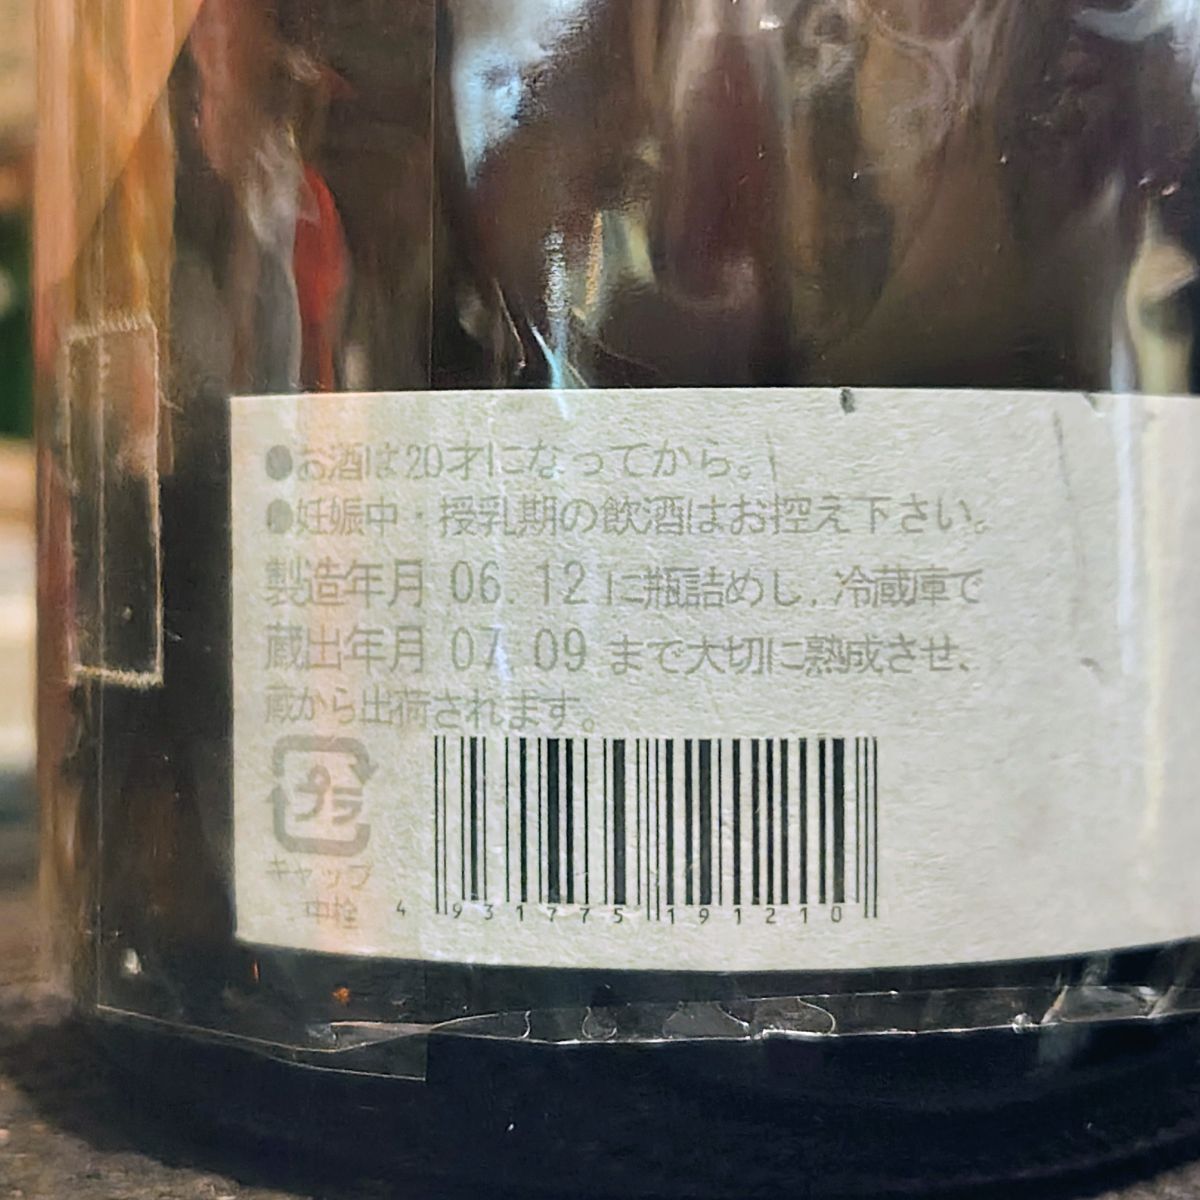 ●お酒は20才になってから。
●妊娠中・授乳期の飲酒はお控え下さい。
製造年月 06.12 に瓶詰めし、冷蔵庫で
蔵出年月 07.09 まで大切に熟成させ、
蔵から出荷されます。
プラ
キャップ
中栓
4 931775 191210